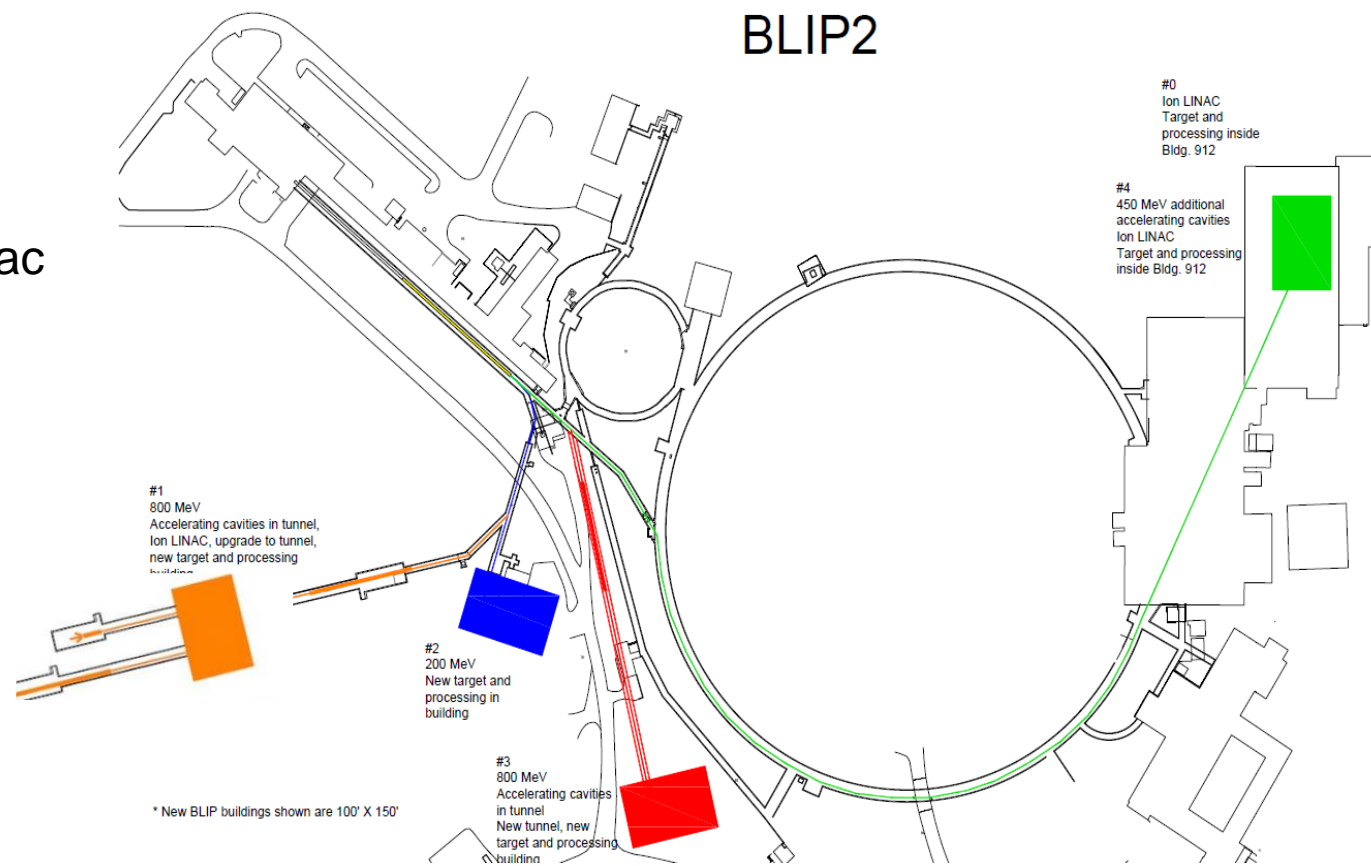 BLIP2
ac
#0
Ion LINAC
Target and
processing inside
Bldg. 912
#4
450 MeV additional
accelerating cavities
Ion LINAC
Target and processing
inside Bldg. 912
#1
800 MeV
Accelerating cavities in tunnel,
Ion LINAC, upgrade to tunnel,
new target and processing
building
#2
200 MeV
New target and
processing in
building
#3
800 MeV
Accelerating cavities
in tunnel
New tunnel, new
target and processing
building
* New BLIP buildings shown are 100' X 150'